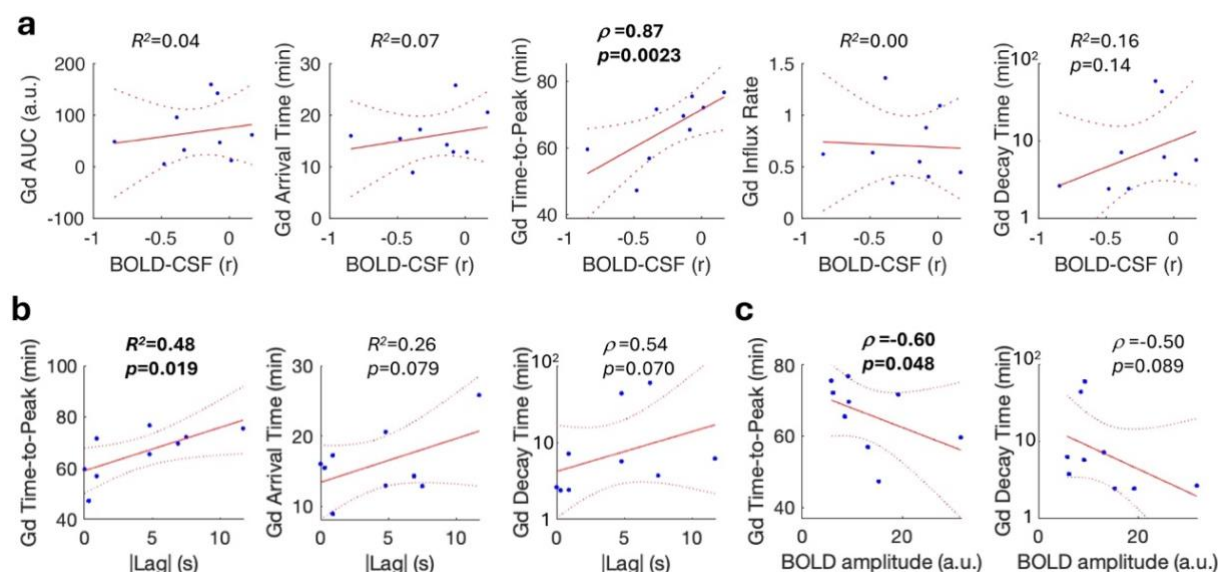 a
R²=0.04
Gd AUC (a.u.)
200
100
0
-100
-1
-0.5
0
BOLD-CSF (r)
R²=0.07
Gd Arrival Time (min)
30
20
10
0
-1
-0.5
0
BOLD-CSF (r)
ρ=0.87
p=0.0023
Gd Time-to-Peak (min)
80
60
40
-1
-0.5
0
BOLD-CSF (r)
R²=0.00
Gd Influx Rate
1.5
1
0.5
0
-1
-0.5
0
BOLD-CSF (r)
R²=0.16
p=0.14
Gd Decay Time (min)
10²
10
1
-1
-0.5
0
BOLD-CSF (r)
b
R²=0.48
p=0.019
Gd Time-to-Peak (min)
100
80
60
40
0
5
10
|Lag| (s)
R²=0.26
p=0.079
Gd Arrival Time (min)
30
20
10
0
5
10
|Lag| (s)
ρ=0.54
p=0.070
Gd Decay Time (min)
10²
10
1
0
5
10
|Lag| (s)
c
ρ=-0.60
p=0.048
Gd Time-to-Peak (min)
80
60
40
20
BOLD amplitude (a.u.)
ρ=-0.50
p=0.089
Gd Decay Time (min)
10²
10
1
20
BOLD amplitude (a.u.)